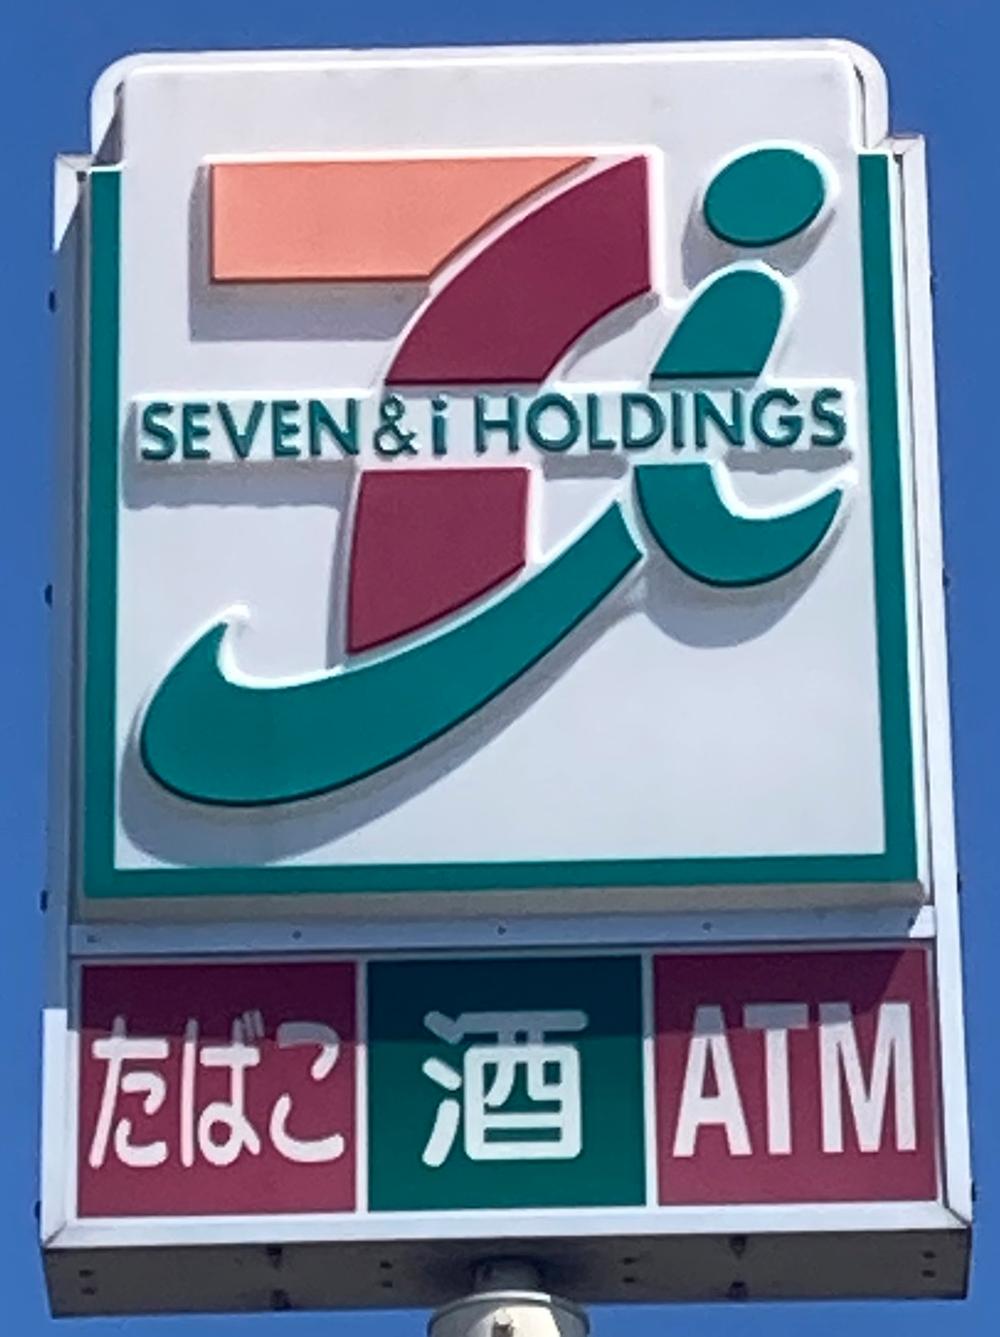 SEVEN & i HOLDINGS
たばこ 酒 ATM